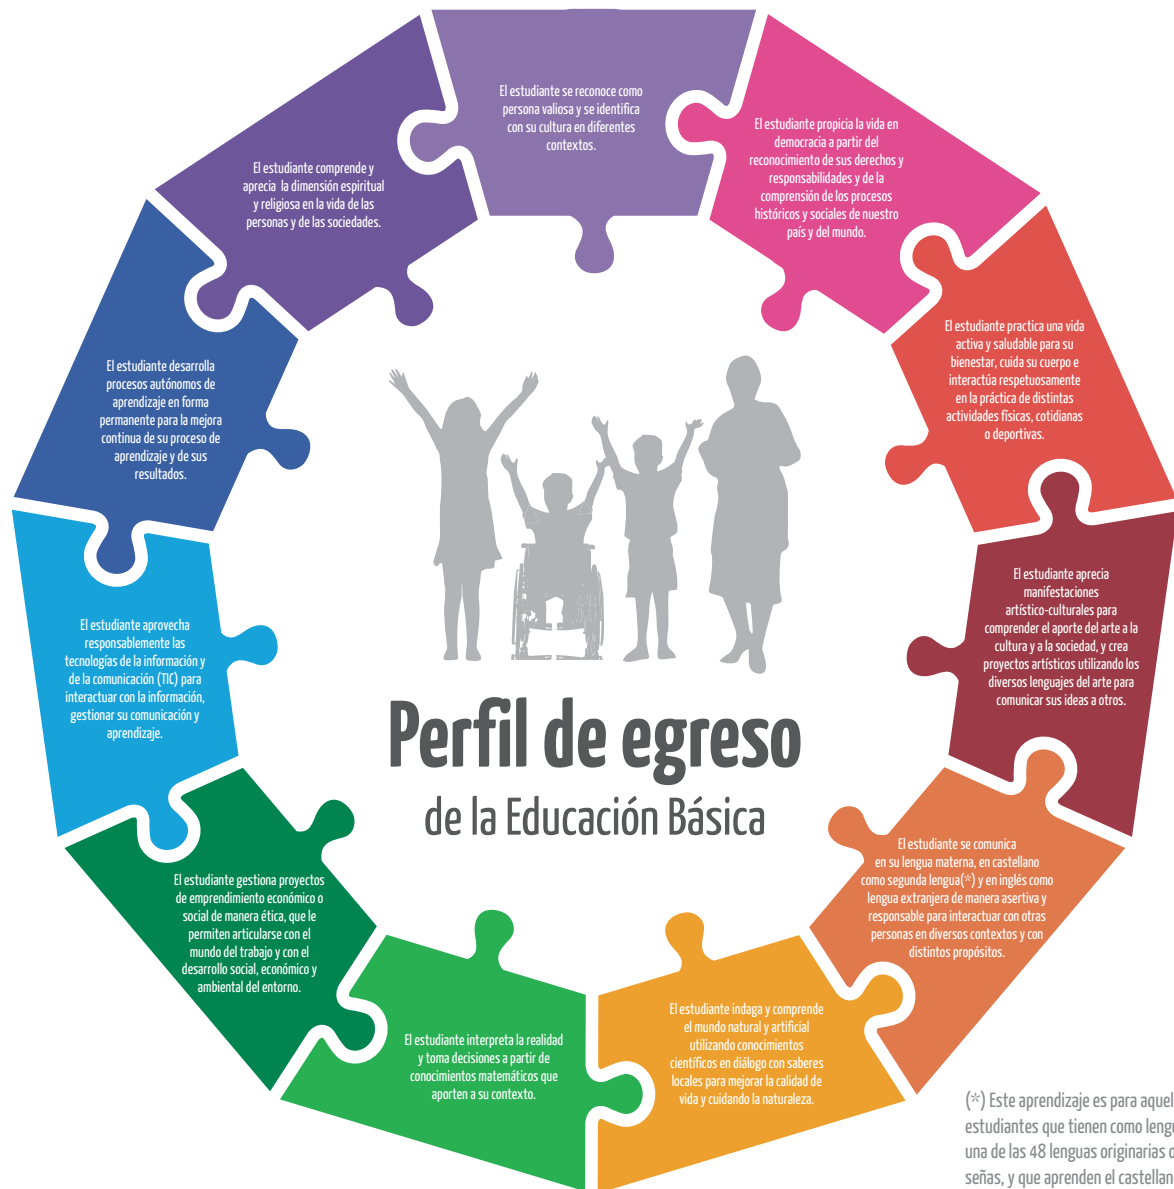 El estudiante se reconoce como
persona valiosa y se identifica
con su cultura en diferentes
contextos.
El estudiante propicia la vida en
democracia a partir del
reconocimiento de sus derechos y
responsabilidades y de la
comprensión de los procesos
históricos y sociales de nuestro
país y del mundo.
El estudiante practica una vida
activa y saludable para su
bienestar, cuida su cuerpo e
interactúa respetuosamente
en la práctica de distintas
actividades físicas, cotidianas
o deportivas.
El estudiante aprecia
manifestaciones
artístico-culturales para
comprender el aporte del arte a la
cultura y a la sociedad, y crea
proyectos artísticos utilizando los
diversos lenguajes del arte para
comunicar sus ideas a otros.
El estudiante se comunica
en su lengua materna, en castellano
como segunda lengua(*) y en inglés como
lengua extranjera de manera asertiva y
responsable para interactuar con otras
personas en diversos contextos y con
distintos propósitos.
El estudiante indaga y comprende
el mundo natural y artificial
utilizando conocimientos
científicos en diálogo con saberes
locales para mejorar la calidad de
vida y cuidando la naturaleza.
El estudiante interpreta la realidad
y toma decisiones a partir de
conocimientos matemáticos que
aporten a su contexto.
El estudiante gestiona proyectos
de emprendimiento económico o
social de manera ética, que le
permiten articularse con el
mundo del trabajo y con el
desarrollo social, económico y
ambiental del entorno.
El estudiante aprovecha
responsablemente las
tecnologías de la información y
de la comunicación (TIC) para
interactuar con la información,
gestionar su comunicación y
aprendizaje.
El estudiante desarrolla
procesos autónomos de
aprendizaje en forma
permanente para la mejora
continua de su proceso de
aprendizaje y de sus
resultados.
El estudiante comprende y
aprecia la dimensión espiritual
y religiosa en la vida de las
personas y de las sociedades.
Perfil de egreso
de la Educación Básica
(*) Este aprendizaje es para
estudiantes que tienen como
una de las 48 lenguas originarias
señas, y que aprenden el